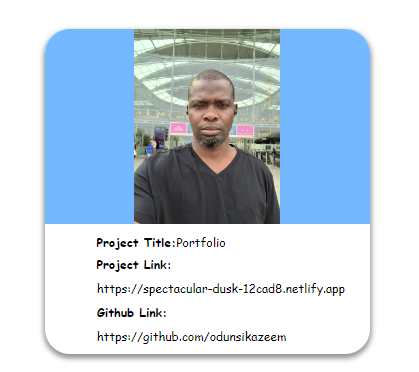 Project Title:Portfolio
Project Link:
https://spectacular-dusk-12cad8.netlify.app
Github Link:
https://github.com/odunsikazeem